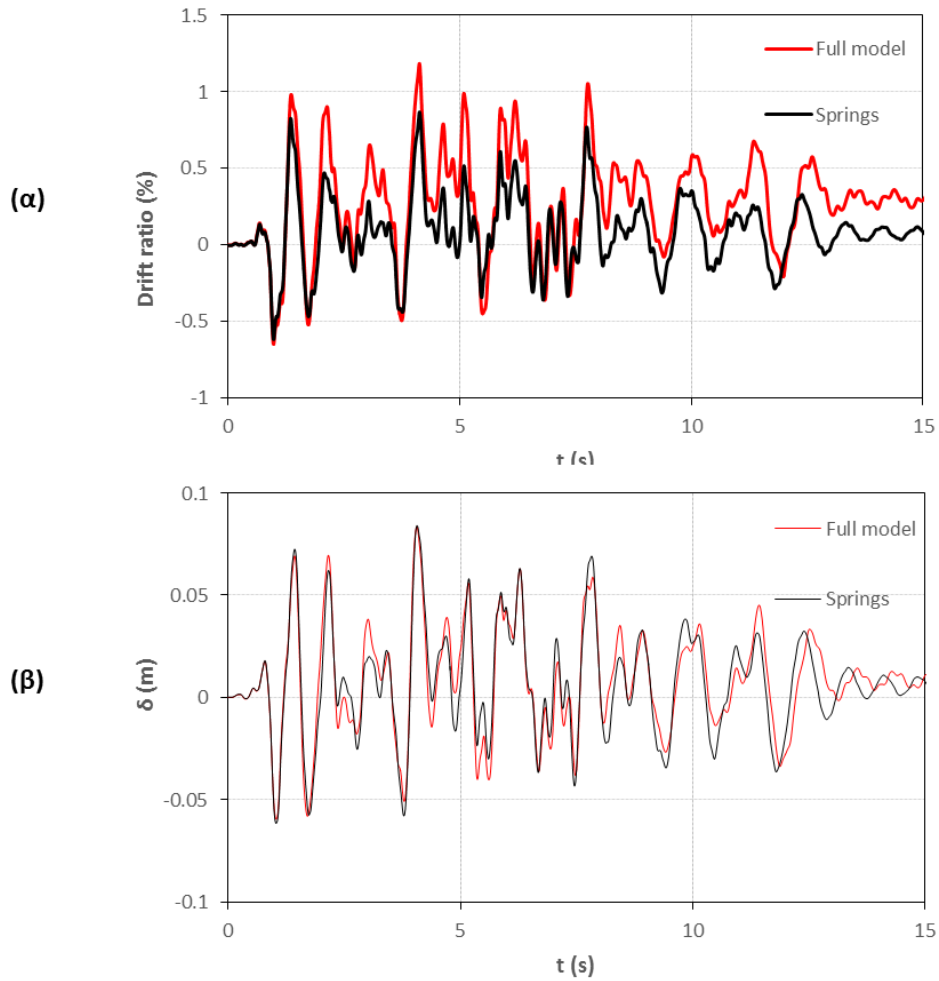 (α)
Drift ratio (%)
1.5
1
0.5
0
-0.5
-1
Full model
Springs
0 5 10 15
t (s)
(β)
δ (m)
0.1
0.05
0
-0.05
-0.1
Full model
Springs
0 5 10 15
t (s)